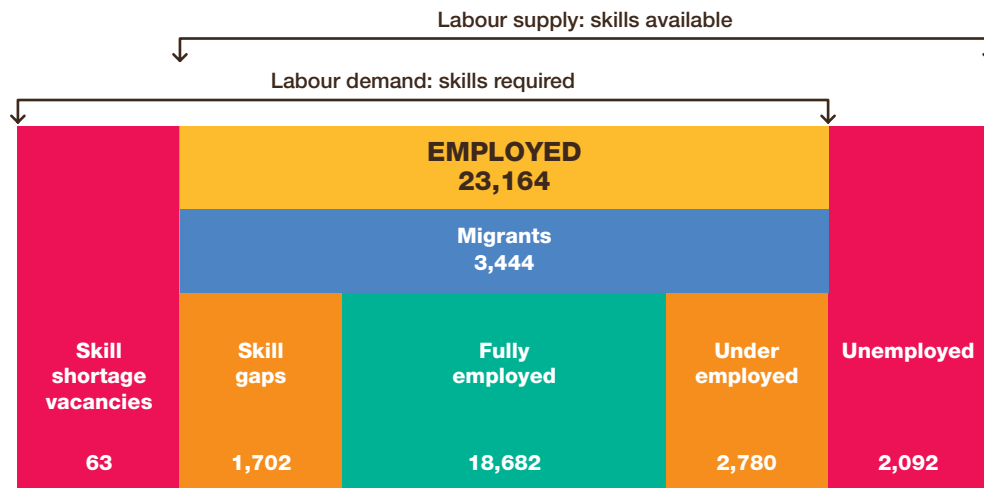 Labour supply: skills available
Labour demand: skills required
EMPLOYED
23,164
Migrants
3,444
Skill
shortage
vacancies
63
Skill
gaps
1,702
Fully
employed
18,682
Under
employed
2,780
Unemployed
2,092